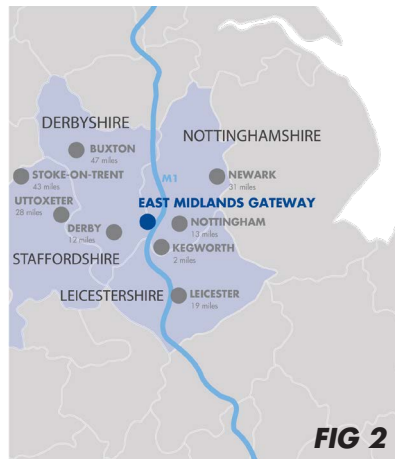 DERBYSHIRE
NOTTINGHAMSHIRE
BUXTON
47 miles
STOKE-ON-TRENT
43 miles
M1
NEWARK
31 miles
UTTOXETER
28 miles
EAST MIDLANDS GATEWAY
DERBY
12 miles
NOTTINGHAM
13 miles
KEGWORTH
2 miles
STAFFORDSHIRE
LEICESTERSHIRE
LEICESTER
19 miles
FIG 2